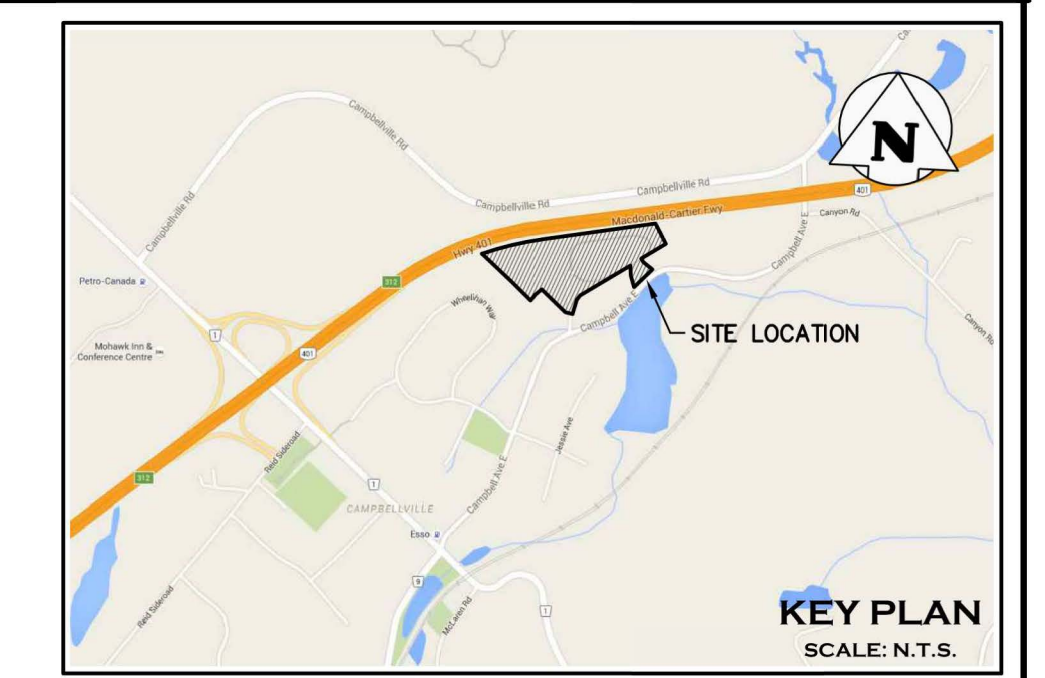 Campbellville Rd
Ca
N
Campbellville Rd
Campbellville Rd
Campbellville Rd
401
Macdonald-Cartier Fwy
Canyon Rd
Hwy 401
Campbell Ave E
Petro-Canada
312
Wheelihan Way
1
Campbell Ave E
SITE LOCATION
Canyon Rd
Mohawk Inn &
Conference Centre
401
Jessie Ave
Reid Sideroad
312
1
Campbell Ave E
CAMPBELLVILLE
Esso
9
Reid Sideroad
McLaren Rd
1
KEY PLAN
SCALE: N.T.S.